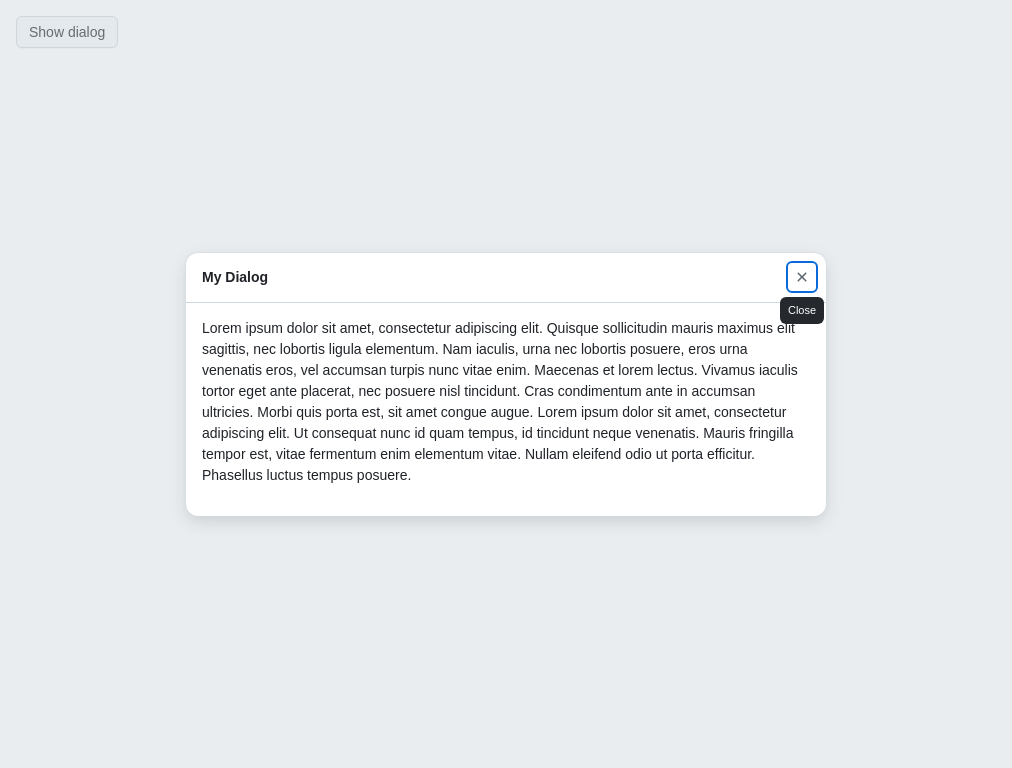 Show dialog
My Dialog
Close
Lorem ipsum dolor sit amet, consectetur adipiscing elit. Quisque sollicitudin mauris maximus elit
sagittis, nec lobortis ligula elementum. Nam iaculis, urna nec lobortis posuere, eros urna
venenatis eros, vel accumsan turpis nunc vitae enim. Maecenas et lorem lectus. Vivamus iaculis
tortor eget ante placerat, nec posuere nisl tincidunt. Cras condimentum ante in accumsan
ultricies. Morbi quis porta est, sit amet congue augue. Lorem ipsum dolor sit amet, consectetur
adipiscing elit. Ut consequat nunc id quam tempus, id tincidunt neque venenatis. Mauris fringilla
tempor est, vitae fermentum enim elementum vitae. Nullam eleifend odio ut porta efficitur.
Phasellus luctus tempus posuere.